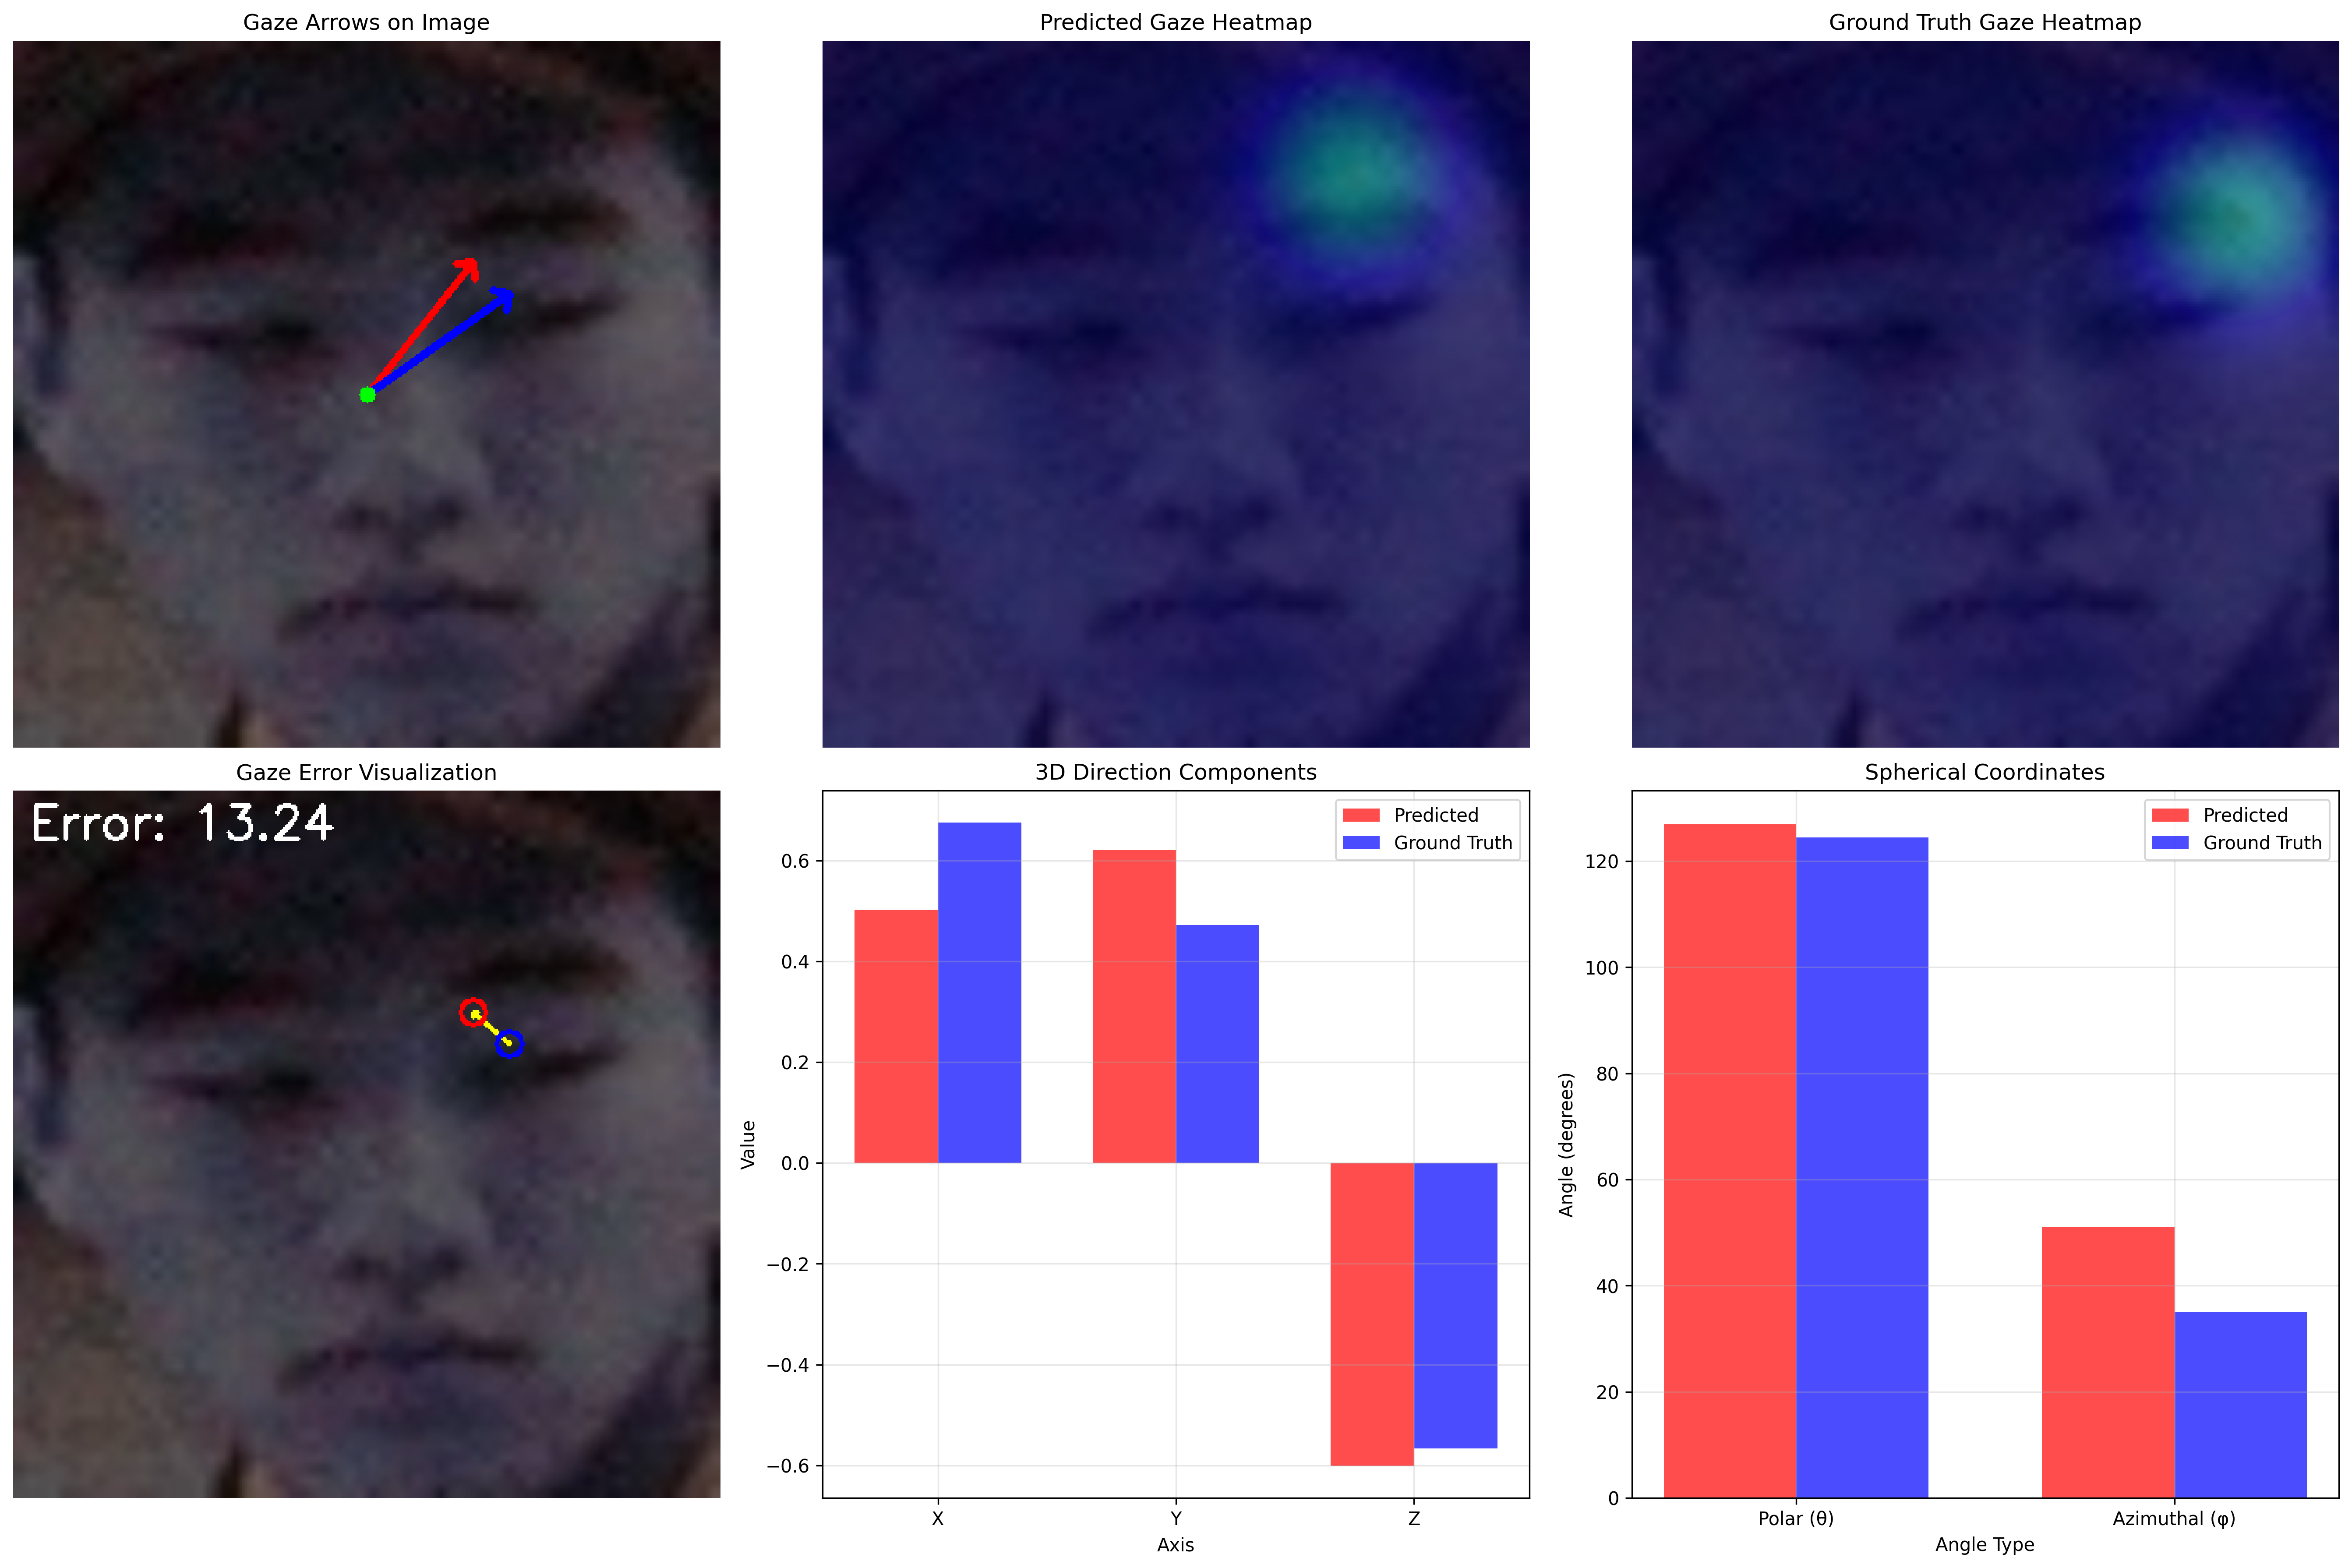 Gaze Arrows on Image
Predicted Gaze Heatmap
Ground Truth Gaze Heatmap
Gaze Error Visualization
Error: 13.24
3D Direction Components
Predicted
Ground Truth
0.6
0.4
0.2
0.0
−0.2
−0.4
−0.6
Value
X
Y
Z
Axis
Spherical Coordinates
Predicted
Ground Truth
120
100
80
60
40
20
0
Angle (degrees)
Polar (θ)
Azimuthal (φ)
Angle Type